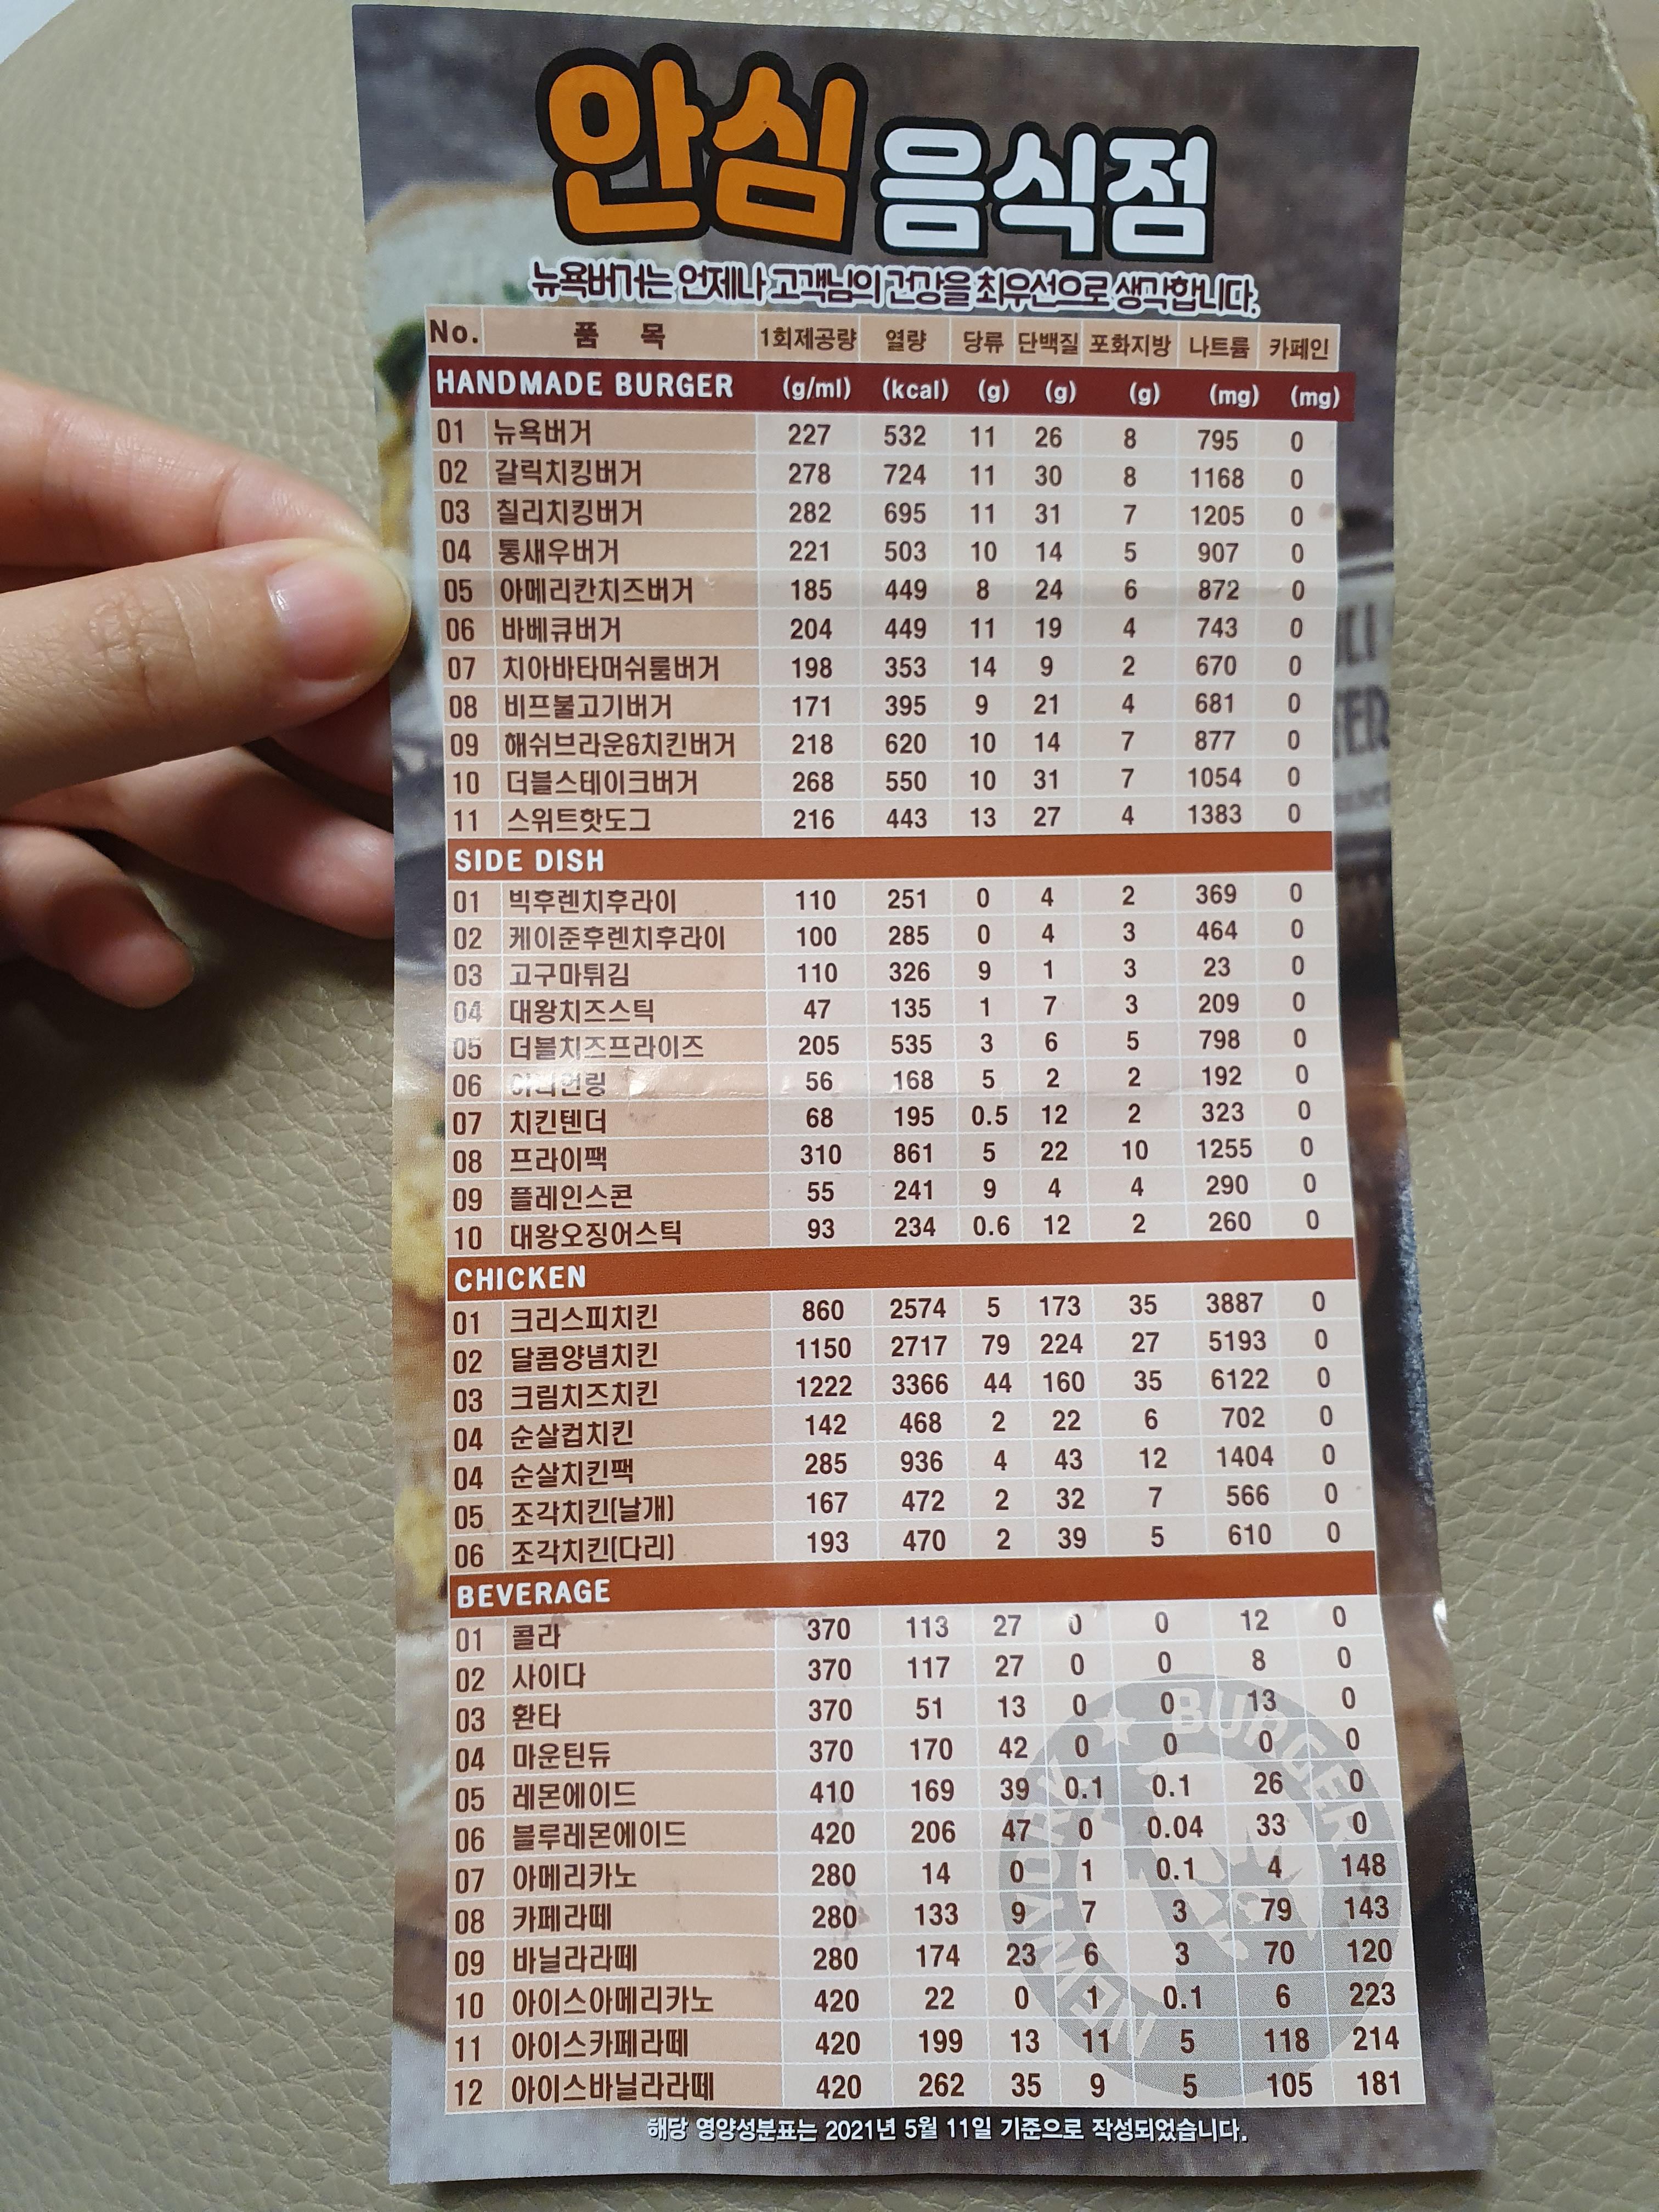 안심 음식점
뉴욕버거는 언제나 고객님의 건강을 최우선으로 생각합니다.
No. 품 목 1회제공량 열량 당류 단백질 포화지방 나트륨 카페인
HANDMADE BURGER (g/ml) (kcal) (g) (g) (g) (mg) (mg)
01 뉴욕버거 227 532 11 26 8 795 0
02 갈릭치킹버거 278 724 11 30 8 1168 0
03 칠리치킹버거 282 695 11 31 7 1205 0
04 통새우버거 221 503 10 14 5 907 0
05 아메리칸치즈버거 185 449 8 24 6 872 0
06 바베큐버거 204 449 11 19 4 743 0
07 치아바타머쉬룸버거 198 353 14 9 2 670 0
08 비프불고기버거 171 395 9 21 4 681 0
09 해쉬브라운&치킨버거 218 620 10 14 7 877 0
10 더블스테이크버거 268 550 10 31 7 1054 0
11 스위트핫도그 216 443 13 27 4 1383 0
SIDE DISH
01 빅후렌치후라이 110 251 0 4 2 369 0
02 케이준후렌치후라이 100 285 0 4 3 464 0
03 고구마튀김 110 326 9 1 3 23 0
04 대왕치즈스틱 47 135 1 7 3 209 0
05 더블치즈프라이즈 205 535 3 6 5 798 0
06 56 168 5 2 2 192 0
07 치킨텐더 68 195 0.5 12 2 323 0
08 프라이팩 310 861 5 22 10 1255 0
09 플레인스콘 55 241 9 4 4 290 0
10 대왕오징어스틱 93 234 0.6 12 2 260 0
CHICKEN
01 크리스피치킨 860 2574 5 173 35 3887 0
02 달콤양념치킨 1150 2717 79 224 27 5193 0
03 크림치즈치킨 1222 3366 44 160 35 6122 0
04 순살컵치킨 142 468 2 22 6 702 0
04 순살치킨팩 285 936 4 43 12 1404 0
05 조각치킨(날개) 167 472 2 32 7 566 0
06 조각치킨(다리) 193 470 2 39 5 610 0
BEVERAGE
01 콜라 370 113 27 0 0 12 0
02 사이다 370 117 27 0 0 8 0
03 환타 370 51 13 0 0 13 0
04 마운틴듀 370 170 42 0 0 0 0
05 레몬에이드 410 169 39 0.1 0.1 26 0
06 블루레몬에이드 420 206 47 0 0.04 33 0
07 아메리카노 280 14 0 1 0.1 4 148
08 카페라떼 280 133 9 7 3 79 143
09 바닐라라떼 280 174 23 6 3 70 120
10 아이스아메리카노 420 22 0 1 0.1 6 223
11 아이스카페라떼 420 199 13 11 5 118 214
12 아이스바닐라라떼 420 262 35 9 5 105 181
NEWYORK ★ BURGER
해당 영양성분표는 2021년 5월 11일 기준으로 작성되었습니다.